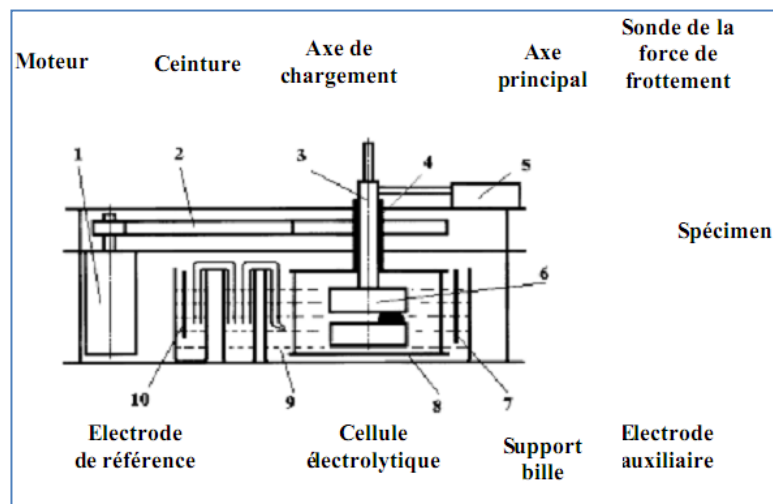 Moteur
Ceinture
Axe de
chargement
Axe
principal
Sonde de la
force de
frottement
1
2
3
4
5
Spécimen
6
10
9
8
7
Electrode
de référence
Cellule
électrolytique
Support
bille
Electrode
auxiliaire